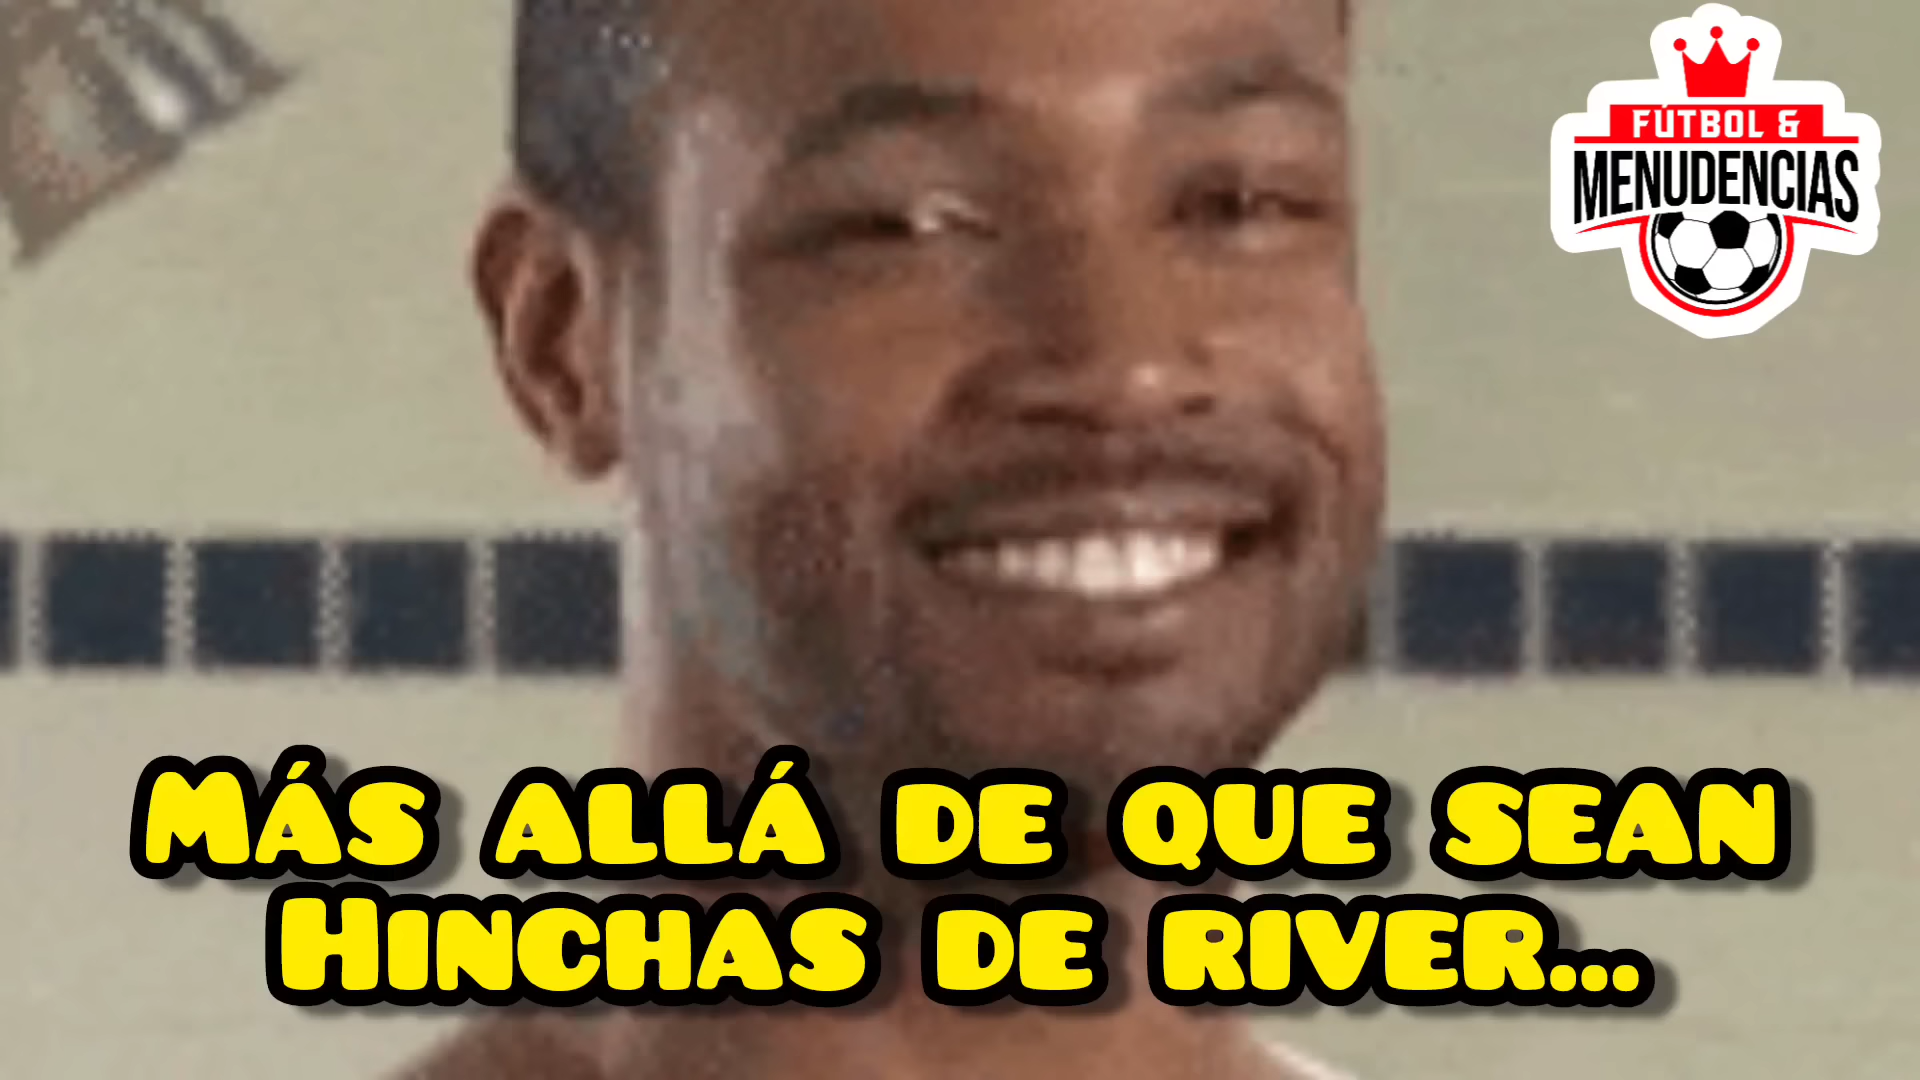 FÚTBOL &
MENUDENCIAS
MÁS ALLÁ DE QUE SEAN
HINCHAS DE RIVER...